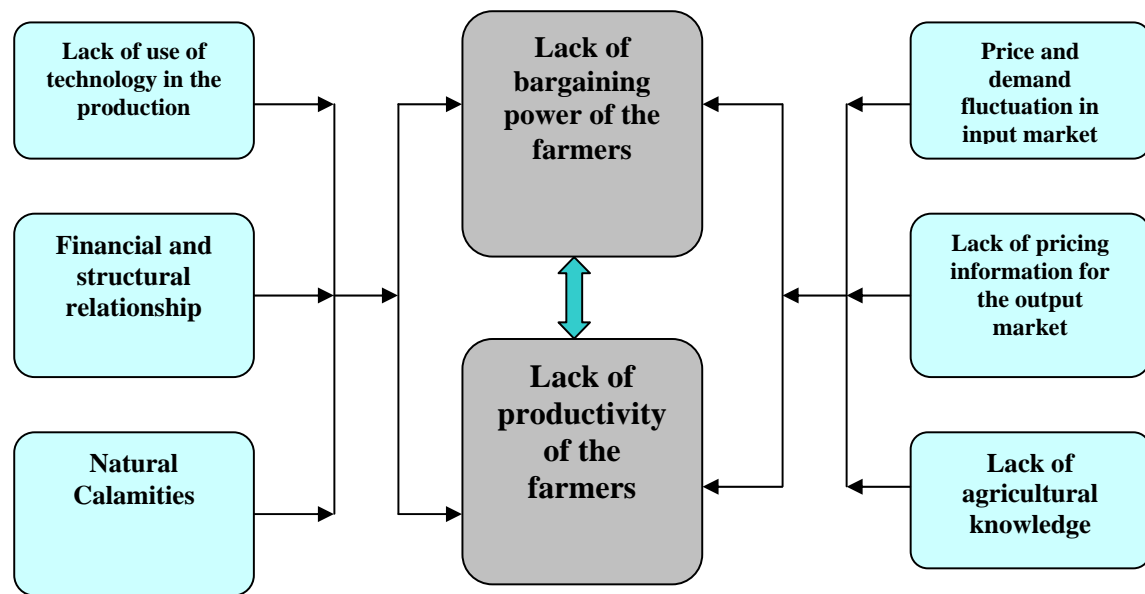 Lack of use of
technology in the
production
Financial and
structural
relationship
Natural
Calamities
Lack of
bargaining
power of the
farmers
Lack of
productivity
of the
farmers
Price and
demand
fluctuation in
input market
Lack of pricing
information for
the output
market
Lack of
agricultural
knowledge